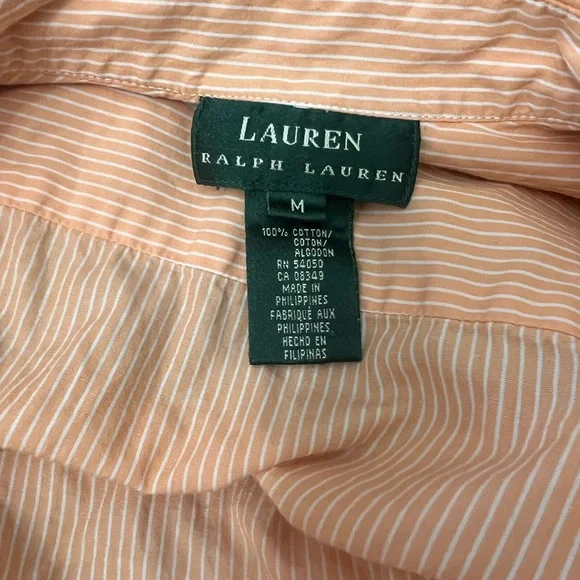 LAUREN
RALPH LAUREN
M
100% COTTON/
COTON/
ALGODON
RN 54050
CA 08349
MADE IN
PHILIPPINES
FABRIQUÉ AUX
PHILIPPINES,
HECHO EN
FILIPINAS